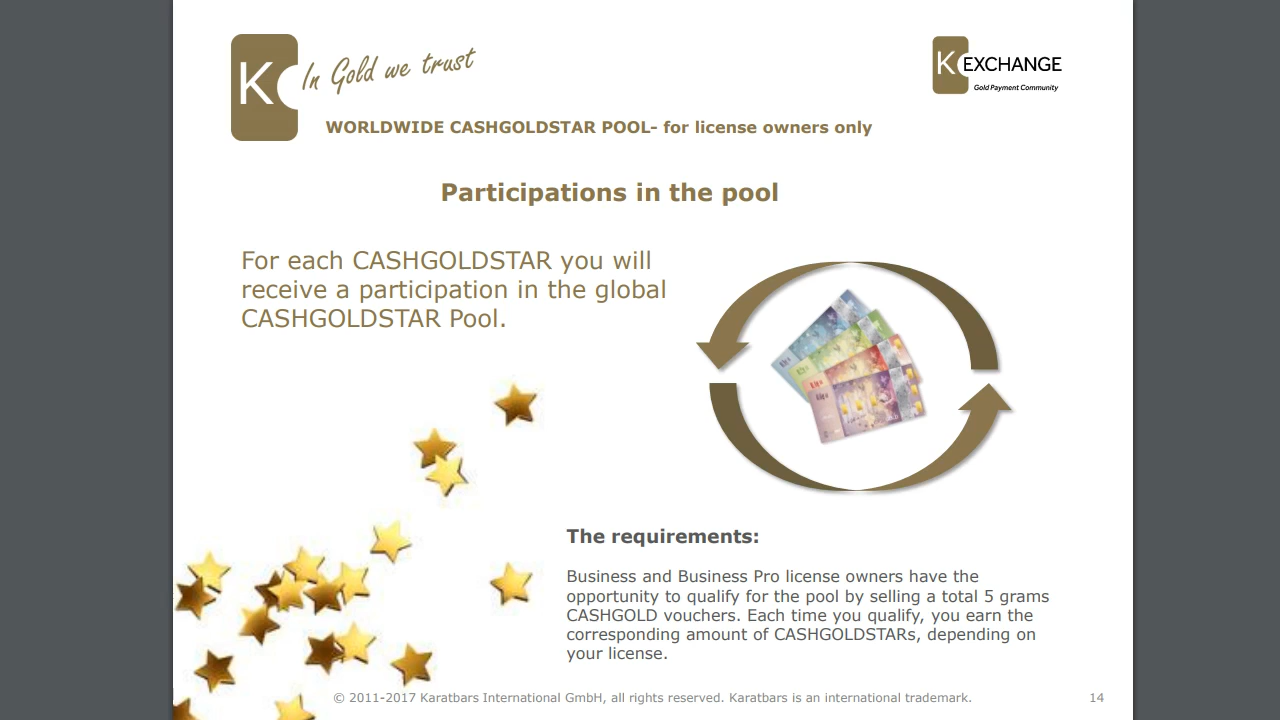 K In Gold we trust
K EXCHANGE
Gold Payment Community
WORLDWIDE CASHGOLDSTAR POOL- for license owners only
Participations in the pool
For each CASHGOLDSTAR you will
receive a participation in the global
CASHGOLDSTAR Pool.
The requirements:
Business and Business Pro license owners have the
opportunity to qualify for the pool by selling a total 5 grams
CASHGOLD vouchers. Each time you qualify, you earn the
corresponding amount of CASHGOLDSTARs, depending on
your license.
© 2011-2017 Karatbars International GmbH, all rights reserved. Karatbars is an international trademark.
14